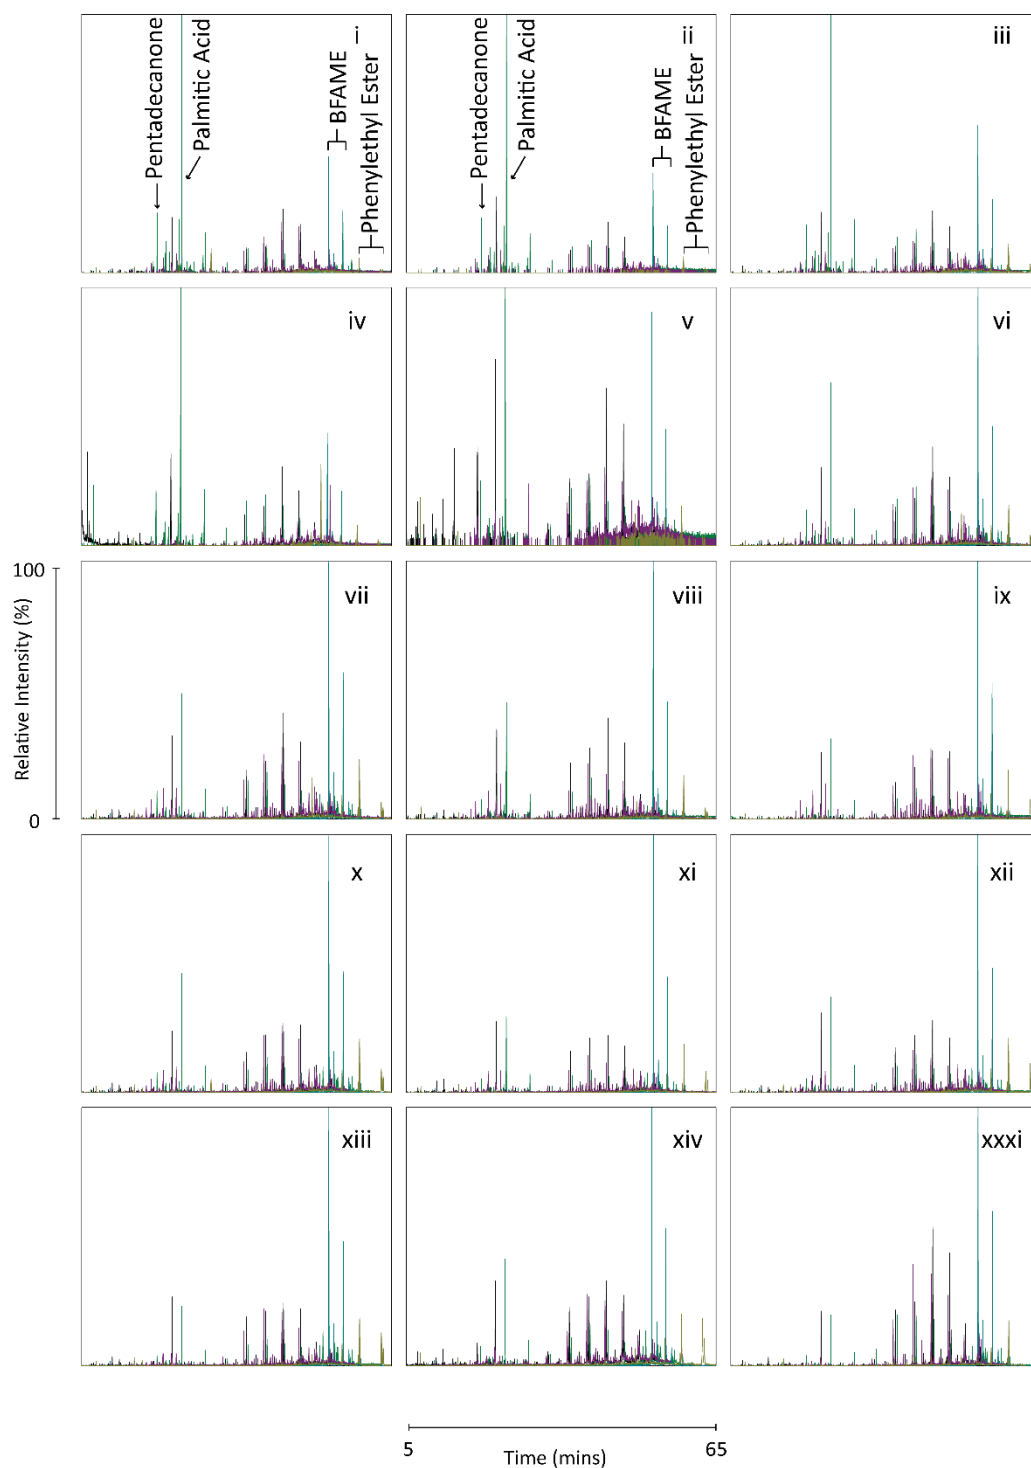 Pentadecanone
Palmitic Acid
i
BFAME
Phenylethyl Ester
Pentadecanone
Palmitic Acid
ii
BFAME
Phenylethyl Ester
iii
iv
v
vi
100
vii
viii
ix
Relative Intensity (%)
0
x
xi
xii
xiii
xiv
xxxi
5
65
Time (mins)